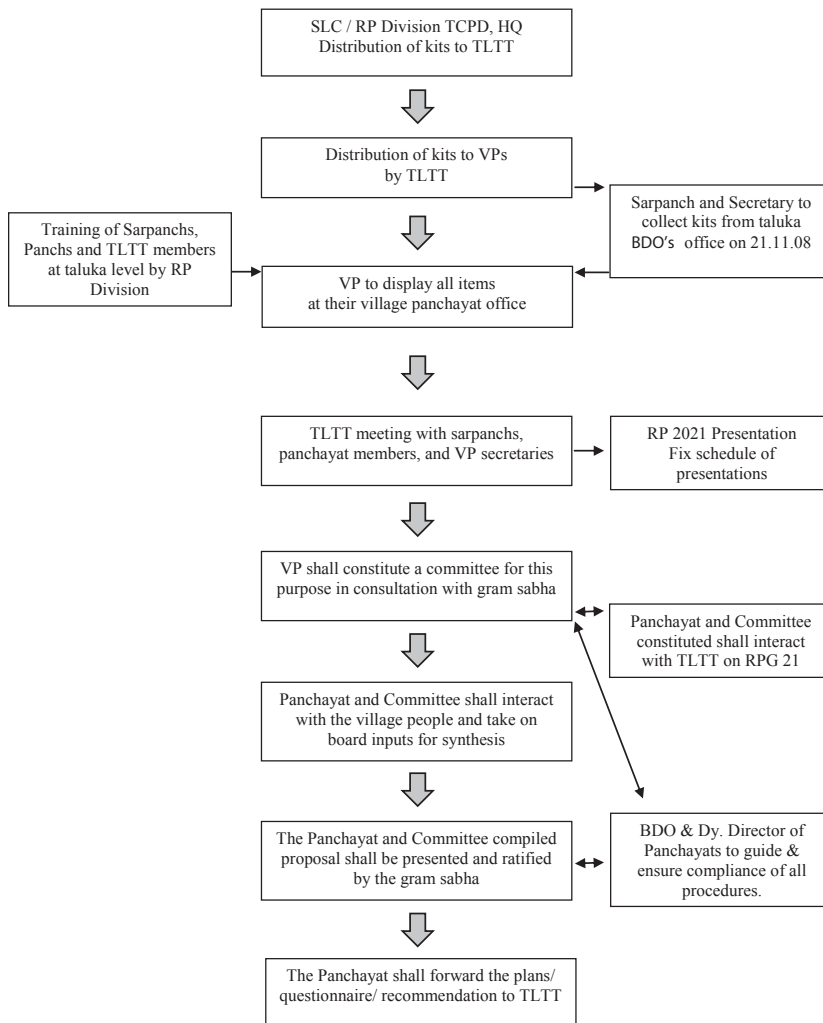 SLC / RP Division TCPD, HQ
Distribution of kits to TLTT
Distribution of kits to VPs
by TLTT
Sarpanch and Secretary to
collect kits from taluka
BDO's office on 21.11.08
Training of Sarpanchs,
Panchs and TLTT members
at taluka level by RP
Division
VP to display all items
at their village panchayat office
TLTT meeting with sarpanchs,
panchayat members, and VP secretaries
RP 2021 Presentation
Fix schedule of
presentations
VP shall constitute a committee for this
purpose in consultation with gram sabha
Panchayat and Committee
constituted shall interact
with TLTT on RPG 21
Panchayat and Committee shall interact
with the village people and take on
board inputs for synthesis
The Panchayat and Committee compiled
proposal shall be presented and ratified
by the gram sabha
BDO & Dy. Director of
Panchayats to guide &
ensure compliance of all
procedures.
The Panchayat shall forward the plans/
questionnaire/ recommendation to TLTT